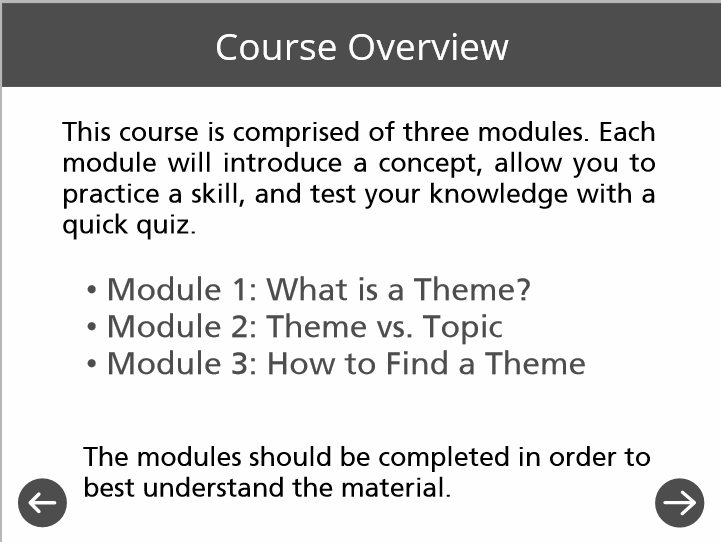 Course Overview
This course is comprised of three modules. Each
module will introduce a concept, allow you to
practice a skill, and test your knowledge with a
quick quiz.
• Module 1: What is a Theme?
• Module 2: Theme vs. Topic
• Module 3: How to Find a Theme
The modules should be completed in order to
best understand the material.